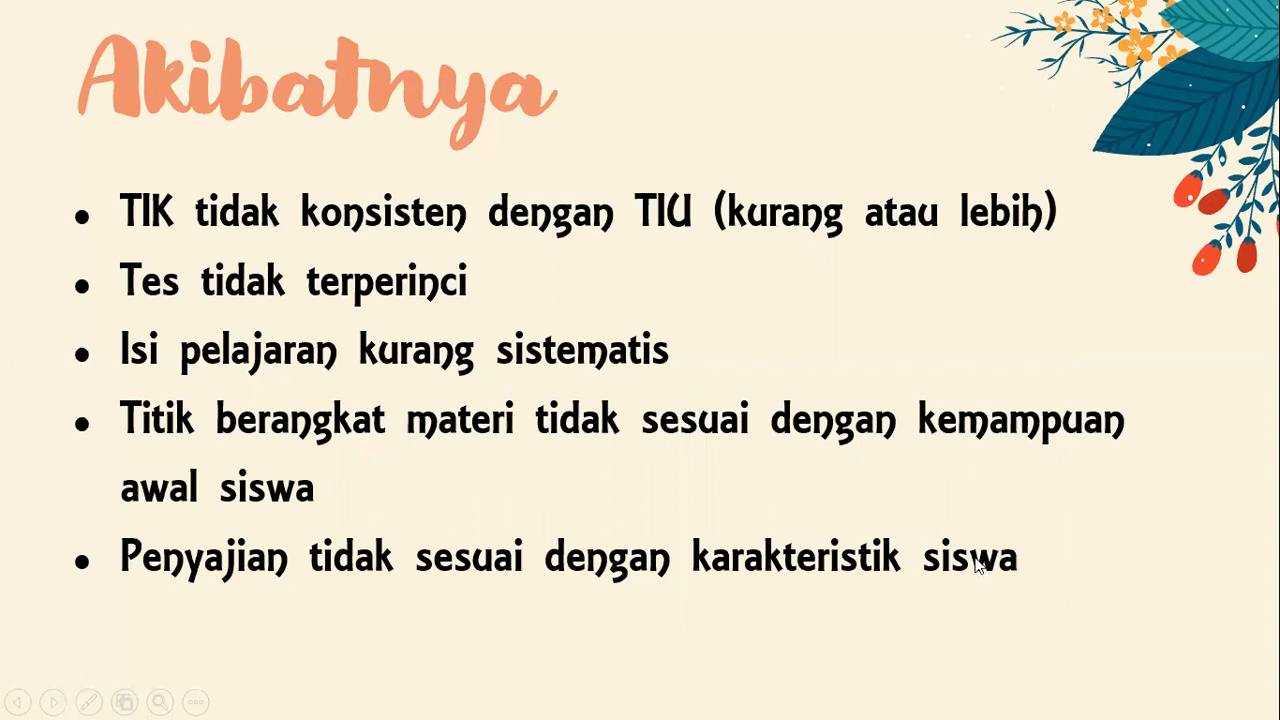 Akibatnya
• TIK tidak konsisten dengan TIU (kurang atau lebih)
• Tes tidak terperinci
• Isi pelajaran kurang sistematis
• Titik berangkat materi tidak sesuai dengan kemampuan
awal siswa
• Penyajian tidak sesuai dengan karakteristik siswa